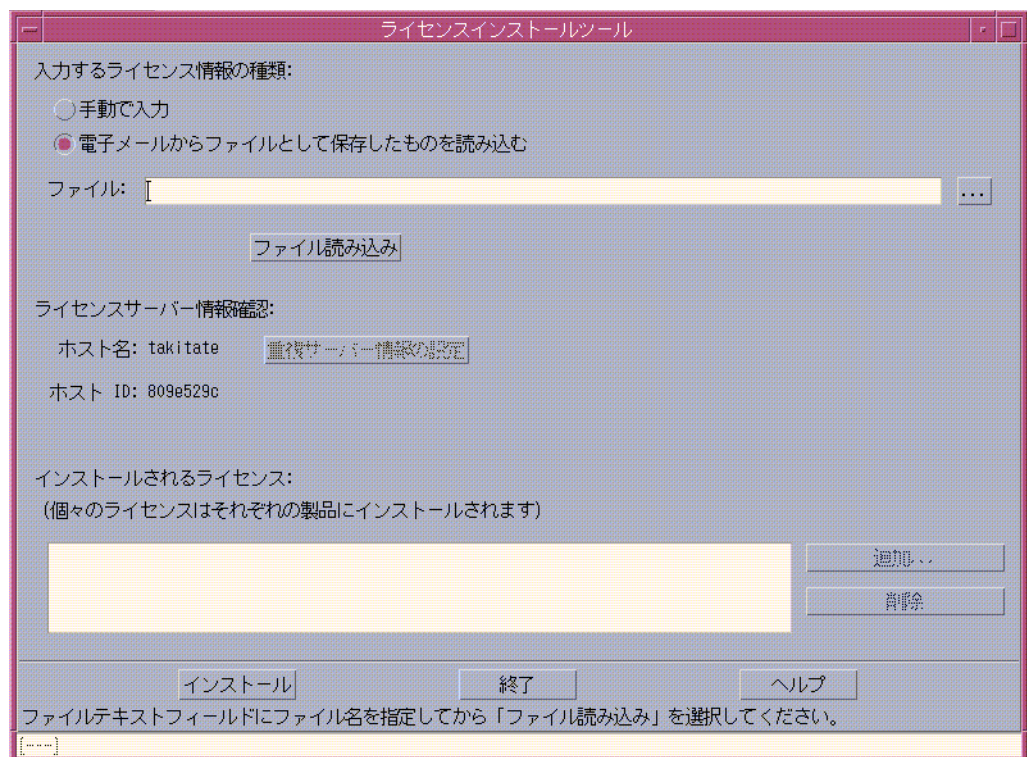 ライセンスインストールツール
入力するライセンス情報の種類:
手動で入力
電子メールからファイルとして保存したものを読み込む
ファイル:
...
ファイル読み込み
ライセンスサーバー情報確認:
ホスト名: takitate 重複サーバー情報の設定
ホスト ID: 809e529c
インストールされるライセンス:
(個々のライセンスはそれぞれの製品にインストールされます)
追加...
削除
インストール 終了 ヘルプ
ファイルテキストフィールドにファイル名を指定してから「ファイル読み込み」を選択してください。
[---]